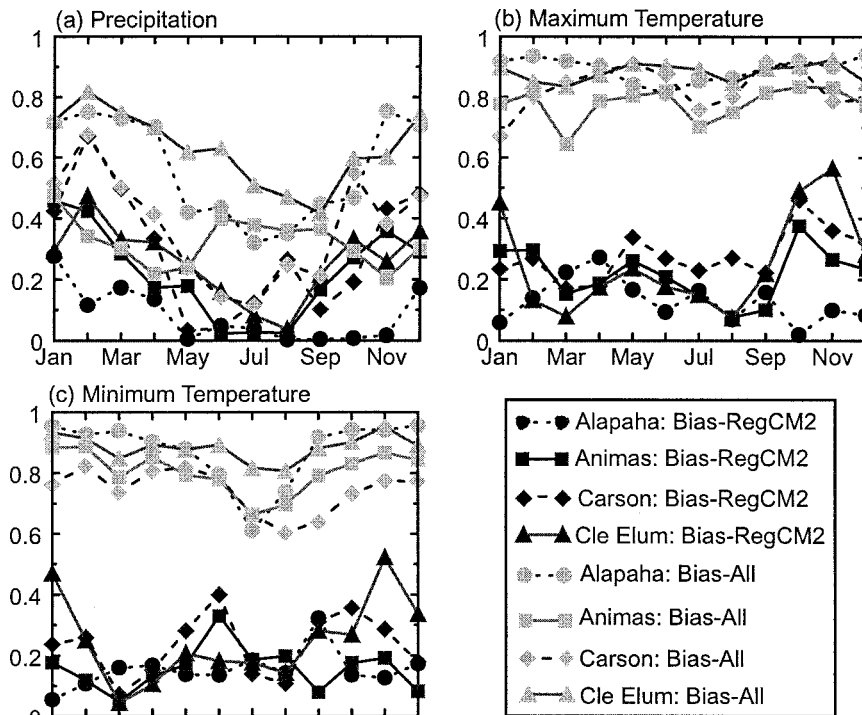 (a) Precipitation
1
0.8
0.6
0.4
0.2
0
Jan Mar May Jul Sep Nov
(b) Maximum Temperature
1
0.8
0.6
0.4
0.2
0
Jan Mar May Jul Sep Nov
(c) Minimum Temperature
1
0.8
0.6
0.4
0.2
0
Alapaha: Bias-RegCM2
Animas: Bias-RegCM2
Carson: Bias-RegCM2
Cle Elum: Bias-RegCM2
Alapaha: Bias-All
Animas: Bias-All
Carson: Bias-All
Cle Elum: Bias-All